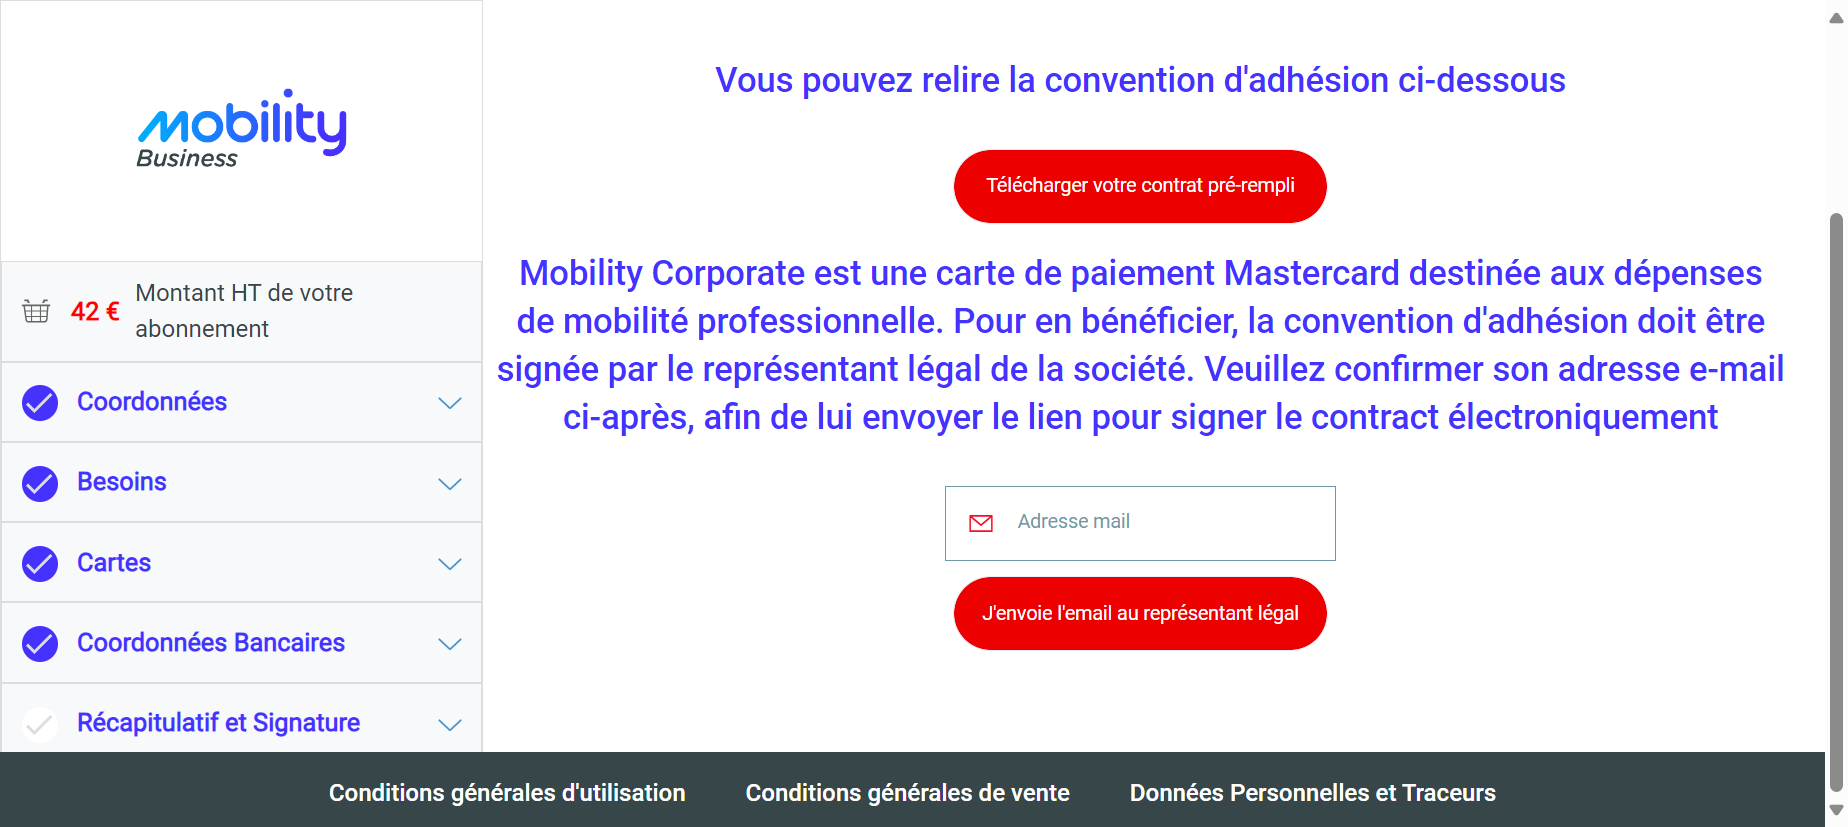 mobility
Business
42 €
Montant HT de votre
abonnement
Coordonnées
Besoins
Cartes
Coordonnées Bancaires
Récapitulatif et Signature
Vous pouvez relire la convention d'adhésion ci-dessous
Télécharger votre contrat pré-rempli
Mobility Corporate est une carte de paiement Mastercard destinée aux dépenses
de mobilité professionnelle. Pour en bénéficier, la convention d'adhésion doit être
signée par le représentant légal de la société. Veuillez confirmer son adresse e-mail
ci-après, afin de lui envoyer le lien pour signer le contract électroniquement
Adresse mail
J'envoie l'email au représentant légal
Conditions générales d'utilisation
Conditions générales de vente
Données Personnelles et Traceurs